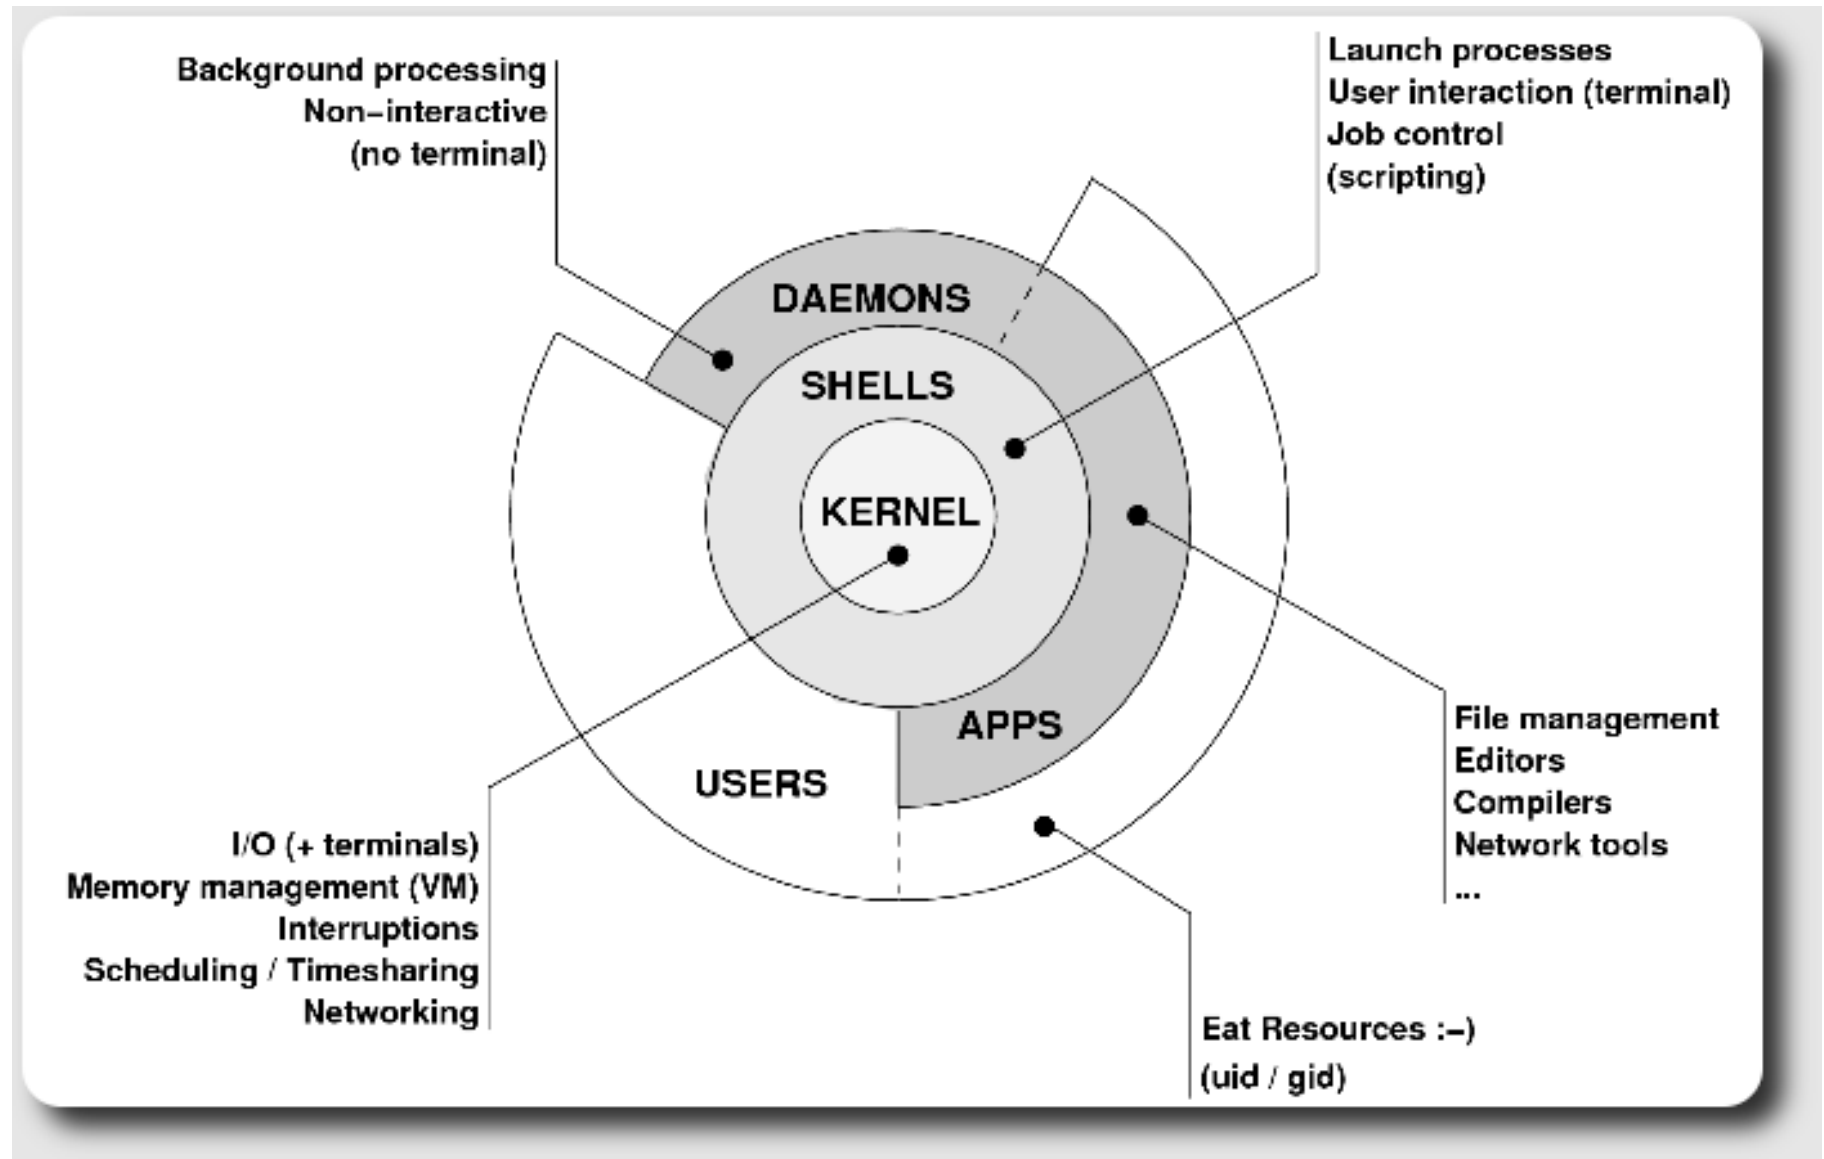 Background processing
Non-interactive
(no terminal)
Launch processes
User interaction (terminal)
Job control
(scripting)
DAEMONS
SHELLS
KERNEL
APPS
USERS
I/O (+ terminals)
Memory management (VM)
Interruptions
Scheduling / Timesharing
Networking
File management
Editors
Compilers
Network tools
...
Eat Resources :-)
(uid / gid)